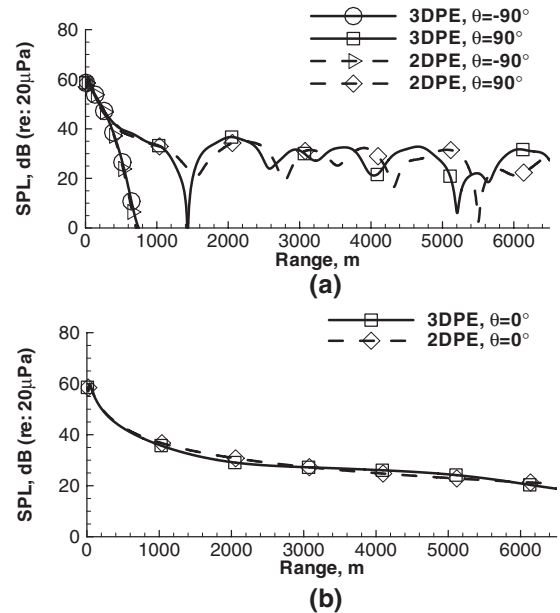 3DPE, θ=-90°
3DPE, θ=90°
2DPE, θ=-90°
2DPE, θ=90°
80
60
40
20
0
SPL, dB (re: 20μPa)
0 1000 2000 3000 4000 5000 6000
Range, m
(a)
3DPE, θ=0°
2DPE, θ=0°
80
60
40
20
0
SPL, dB (re: 20μPa)
0 1000 2000 3000 4000 5000 6000
Range, m
(b)